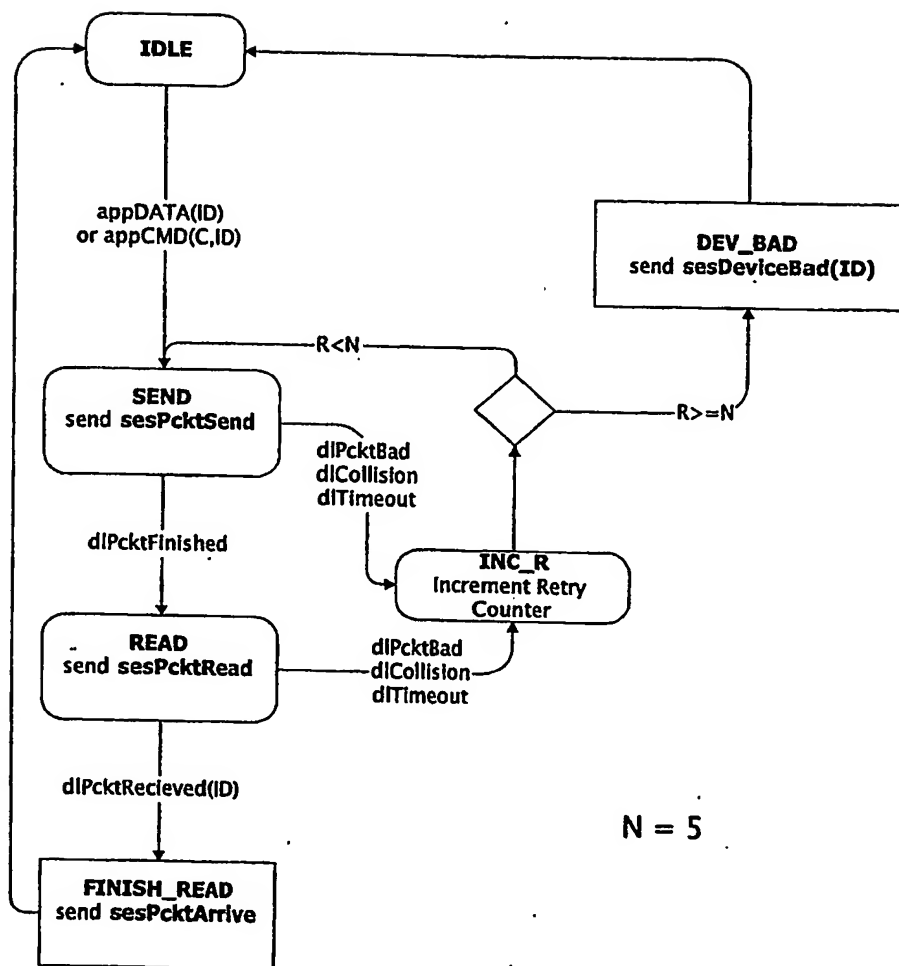 IDLE
appDATA(ID)
or appCMD(C,ID)
DEV_BAD
send sesDeviceBad(ID)
R<N
R>=N
SEND
send sesPcktSend
dlPcktBad
dlCollision
dlTimeout
dlPcktFinished
INC_R
Increment Retry
Counter
READ
send sesPcktRead
dlPcktBad
dlCollision
dlTimeout
dlPcktRecieved(ID)
N = 5
FINISH_READ
send sesPcktArrive